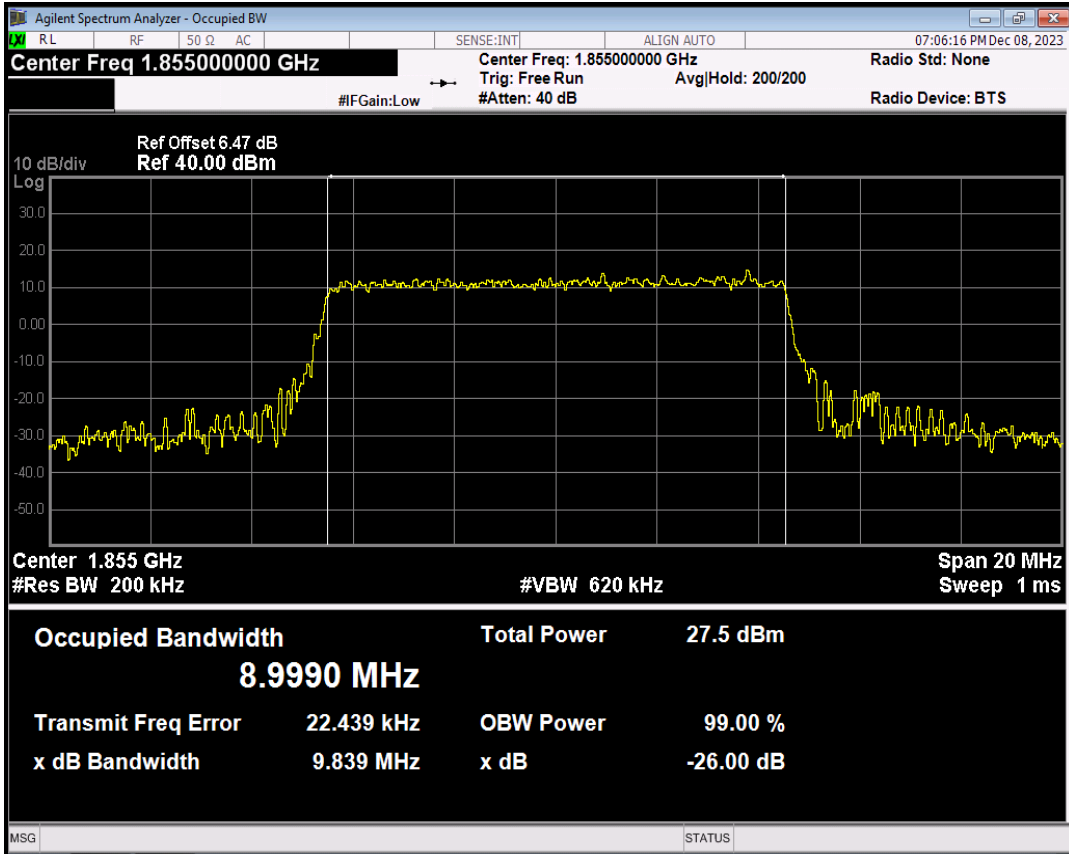 Agilent Spectrum Analyzer - Occupied BW
LXI RL RF 50 Ω AC SENSE:INT ALIGN AUTO 07:06:16 PM Dec 08, 2023
Center Freq 1.855000000 GHz Center Freq: 1.855000000 GHz Radio Std: None
Trig: Free Run Avg|Hold: 200/200
#IFGain:Low #Atten: 40 dB Radio Device: BTS
Ref Offset 6.47 dB
10 dB/div Ref 40.00 dBm
Log
30.0
20.0
10.0
0.00
-10.0
-20.0
-30.0
-40.0
-50.0
Center 1.855 GHz Span 20 MHz
#Res BW 200 kHz #VBW 620 kHz Sweep 1 ms
Occupied Bandwidth Total Power 27.5 dBm
8.9990 MHz
Transmit Freq Error 22.439 kHz OBW Power 99.00 %
x dB Bandwidth 9.839 MHz x dB -26.00 dB
MSG STATUS